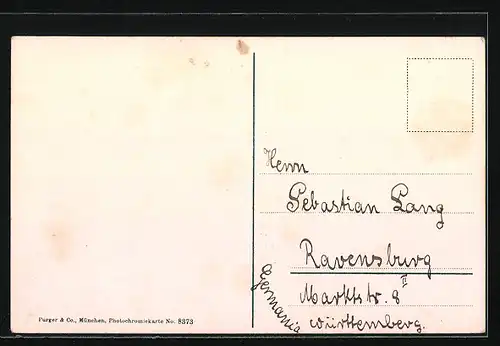 Herrn
Sebastian Lang
Ravensburg
Marktstr. 8 II
Württemberg.
Germania
Purger & Co., München, Photochromiekarte No. 8373